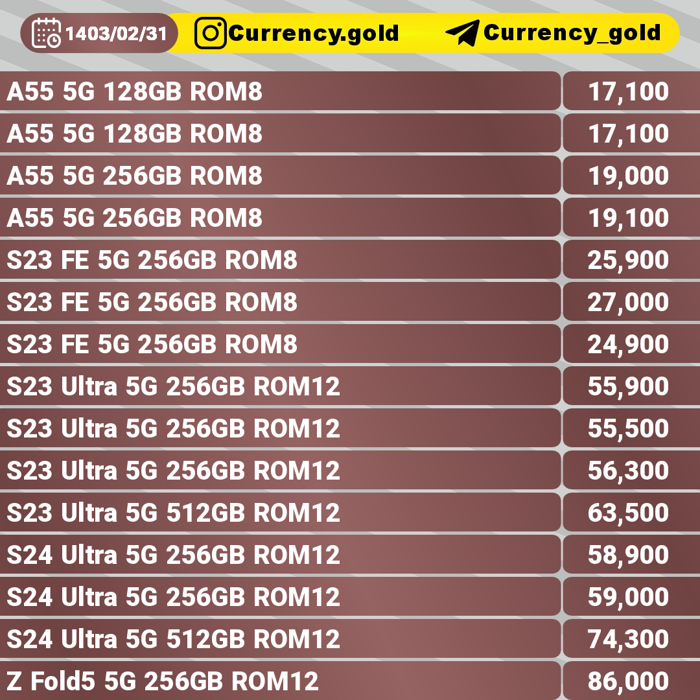 1403/02/31 Currency.gold Currency_gold
A55 5G 128GB ROM8 17,100
A55 5G 128GB ROM8 17,100
A55 5G 256GB ROM8 19,000
A55 5G 256GB ROM8 19,100
S23 FE 5G 256GB ROM8 25,900
S23 FE 5G 256GB ROM8 27,000
S23 FE 5G 256GB ROM8 24,900
S23 Ultra 5G 256GB ROM12 55,900
S23 Ultra 5G 256GB ROM12 55,500
S23 Ultra 5G 256GB ROM12 56,300
S23 Ultra 5G 512GB ROM12 63,500
S24 Ultra 5G 256GB ROM12 58,900
S24 Ultra 5G 256GB ROM12 59,000
S24 Ultra 5G 512GB ROM12 74,300
Z Fold5 5G 256GB ROM12 86,000